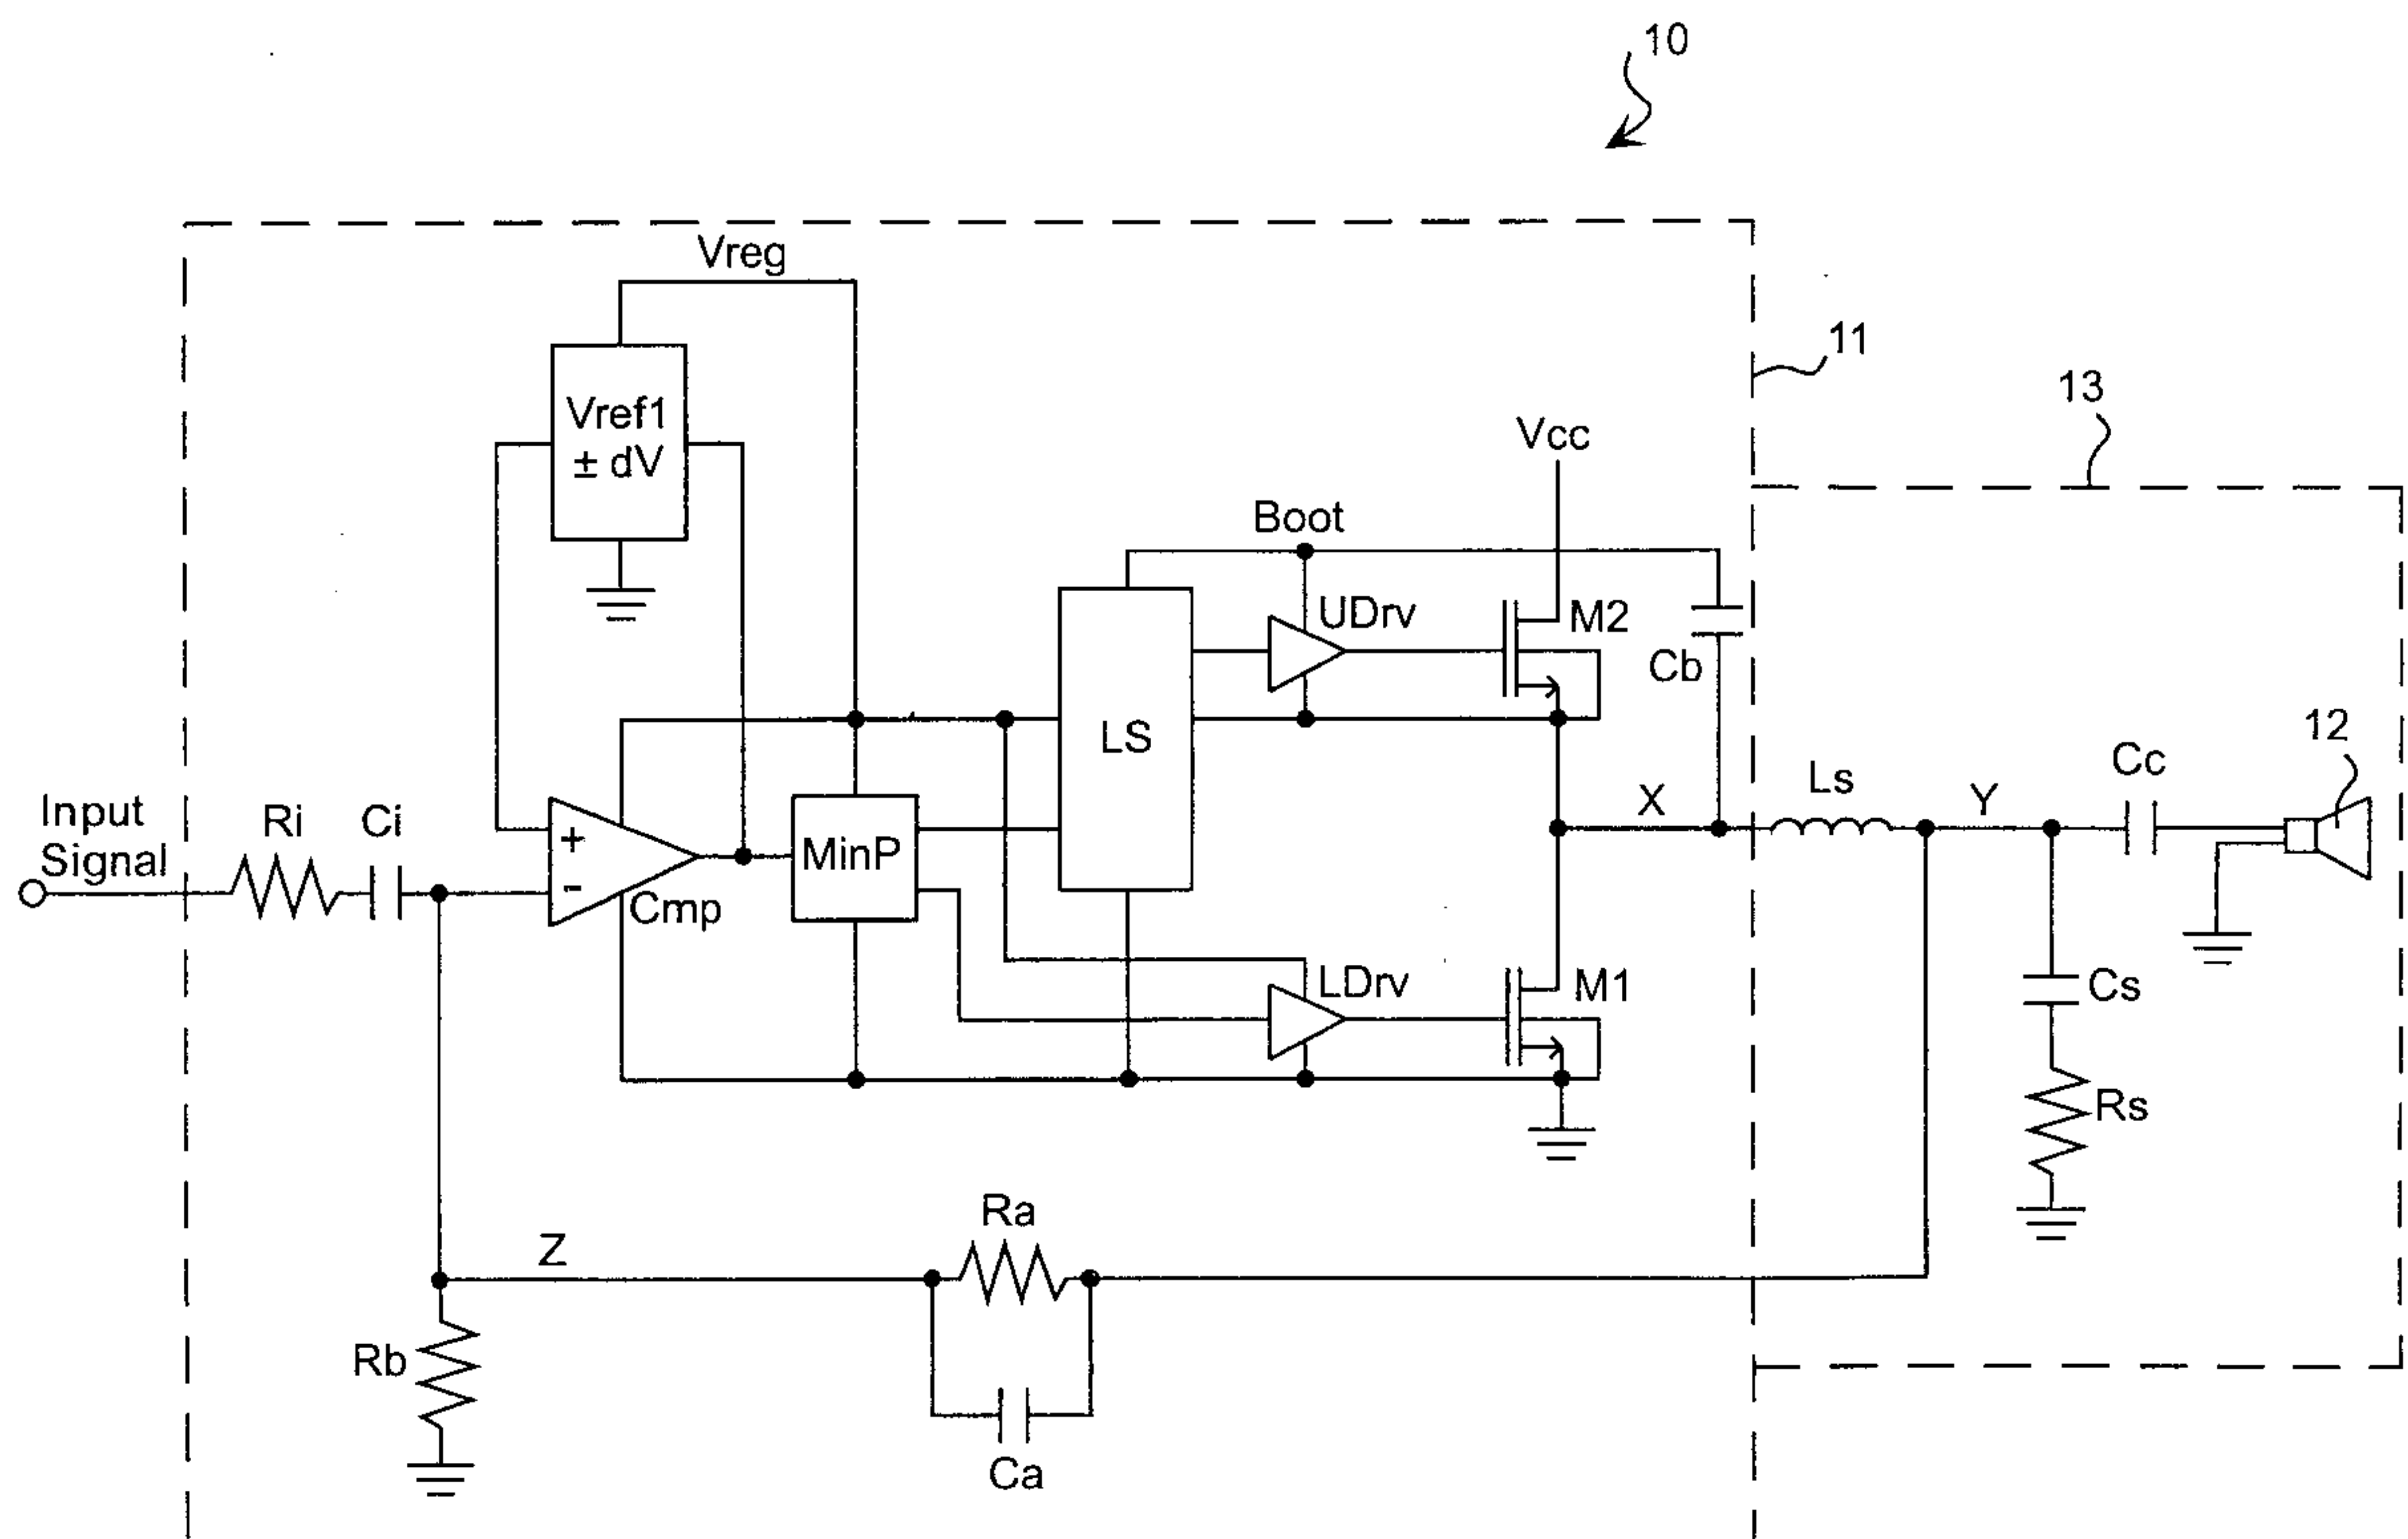 10
Vreg
11
Vref1
± dV
13
Vcc
Boot
UDrv
M2
Cb
LS
12
Cc
Input
Signal
Ri
Ci
+
-
Cmp
MinP
X
Ls
Y
LDrv
M1
Cs
Rs
Ra
Z
Rb
Ca